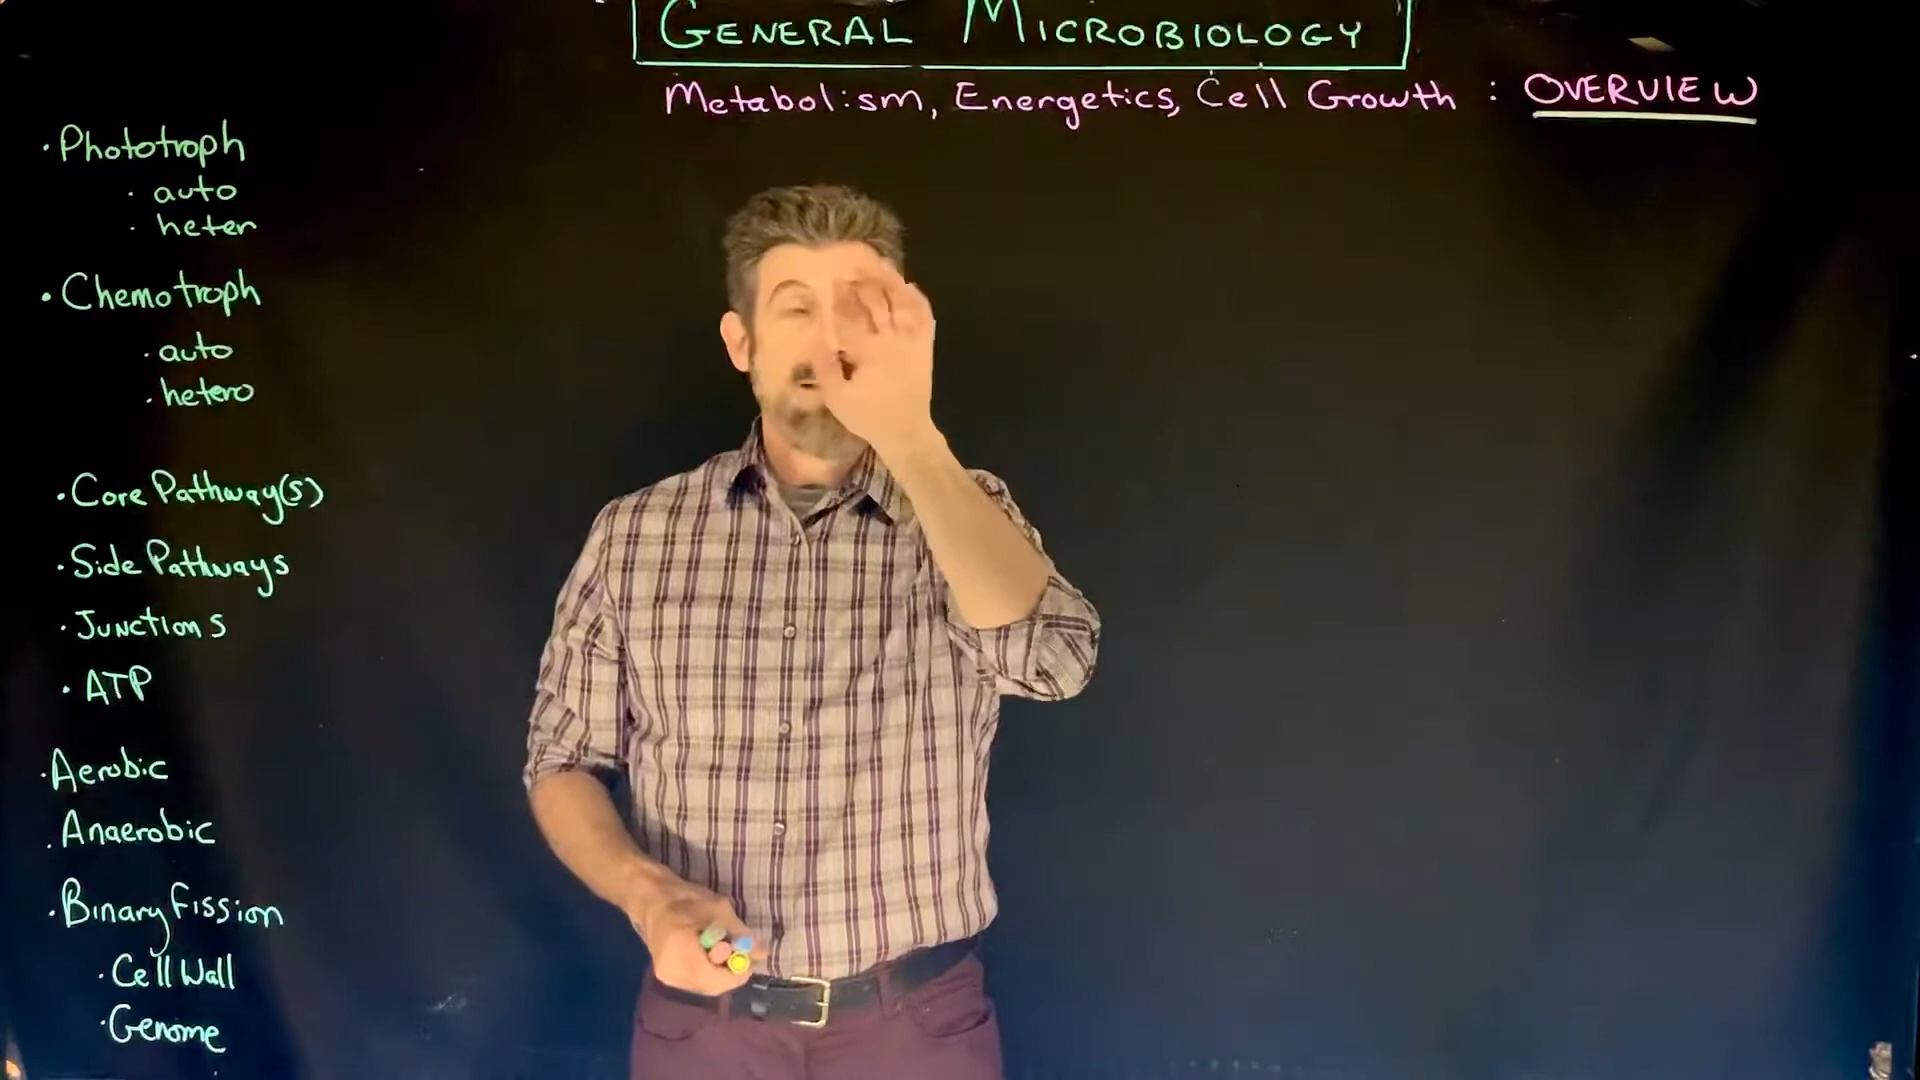 GENERAL MICROBIOLOGY
Metabolism, Energetics, Cell Growth : OVERVIEW
· Phototroph
· auto
· heter
· Chemotroph
· auto
· hetero
· Core Pathway(s)
· Side Pathways
· Junctions
· ATP
· Aerobic
· Anaerobic
· Binary Fission
· Cell Wall
· Genome